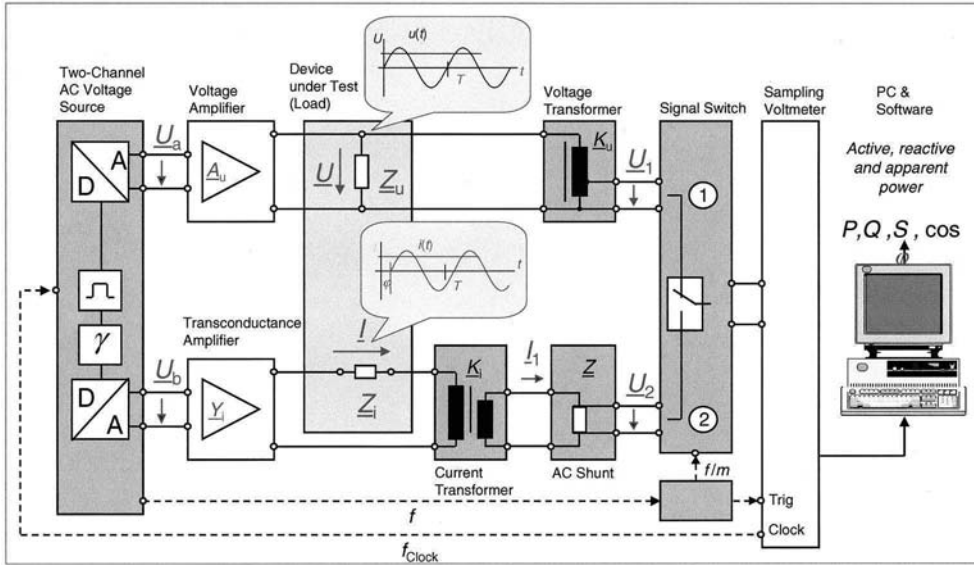 Two-Channel
AC Voltage
Source
Voltage
Amplifier
Device
under Test
(Load)
U
u(t)
T
t
Voltage
Transformer
Signal Switch
Sampling
Voltmeter
PC &
Software
Active, reactive
and apparent
power
P,Q ,S , cos
φ
D
A
U_a
A_u
U
Z_u
K_u
U_1
1
i(t)
φ
T
t
γ
Transconductance
Amplifier
I
Z_i
K_i
I_1
Z
U_2
2
D
A
U_b
Y_i
Current
Transformer
AC Shunt
f/m
f
Trig
Clock
f_Clock